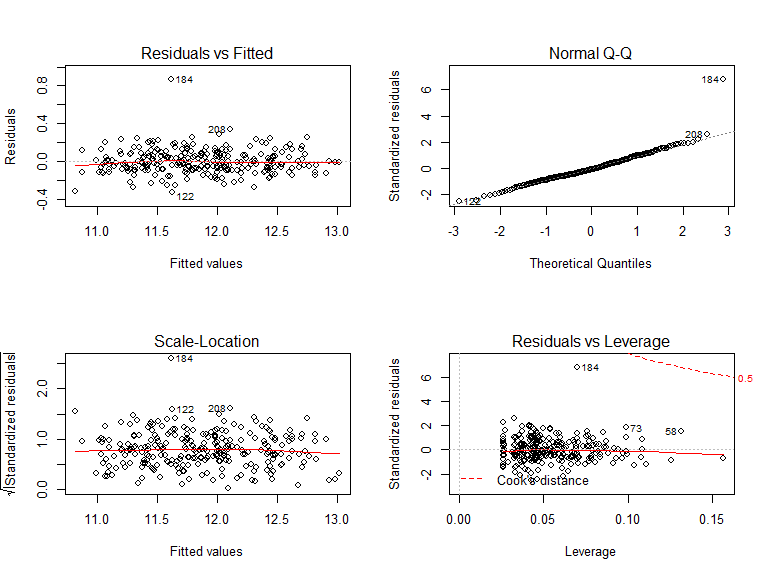 Residuals vs Fitted
Residuals
0.8
0.4
0.0
-0.4
184
208
122
11.0 11.5 12.0 12.5 13.0
Fitted values
Normal Q-Q
Standardized residuals
6
4
2
0
-2
184
208
122
-3 -2 -1 0 1 2 3
Theoretical Quantiles
Scale-Location
√|Standardized residuals
2.0
1.0
0.0
184
122
208
11.0 11.5 12.0 12.5 13.0
Fitted values
Residuals vs Leverage
Standardized residuals
6
4
2
0
-2
184
0.5
73
58
Cook's distance
0.00 0.05 0.10 0.15
Leverage